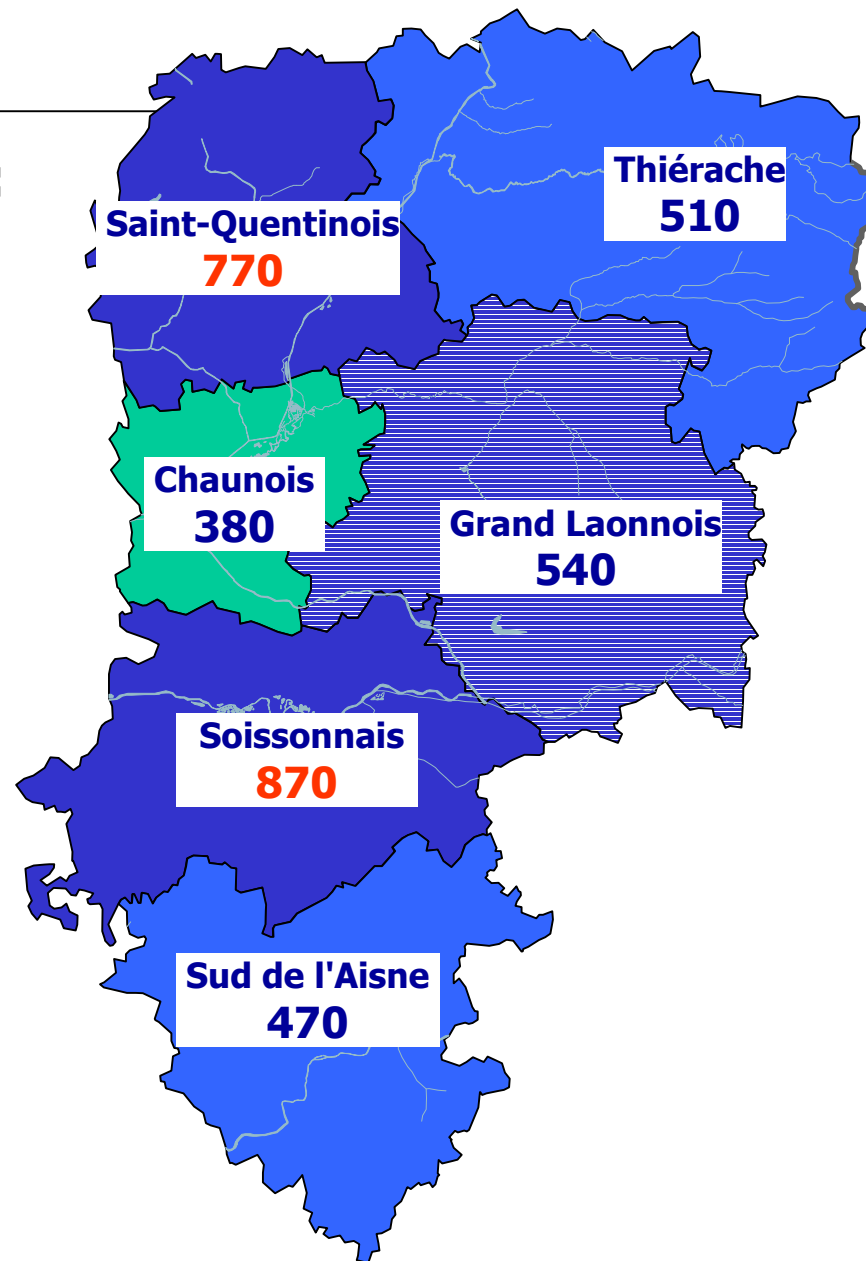 Thiérache
510
Saint-Quentinois
770
Chaunois
380
Grand Laonnois
540
Soissonnais
870
Sud de l'Aisne
470